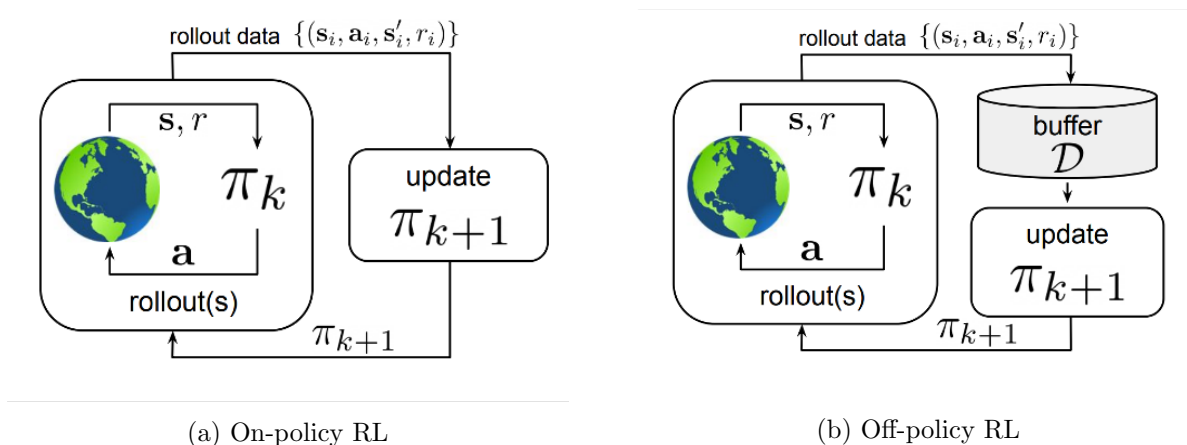 rollout data {(s_i, a_i, s'_i, r_i)}
s, r
π_k
a
rollout(s)
update
π_{k+1}
π_{k+1}
(a) On-policy RL
rollout data {(s_i, a_i, s'_i, r_i)}
s, r
π_k
a
rollout(s)
buffer
D
update
π_{k+1}
π_{k+1}
(b) Off-policy RL